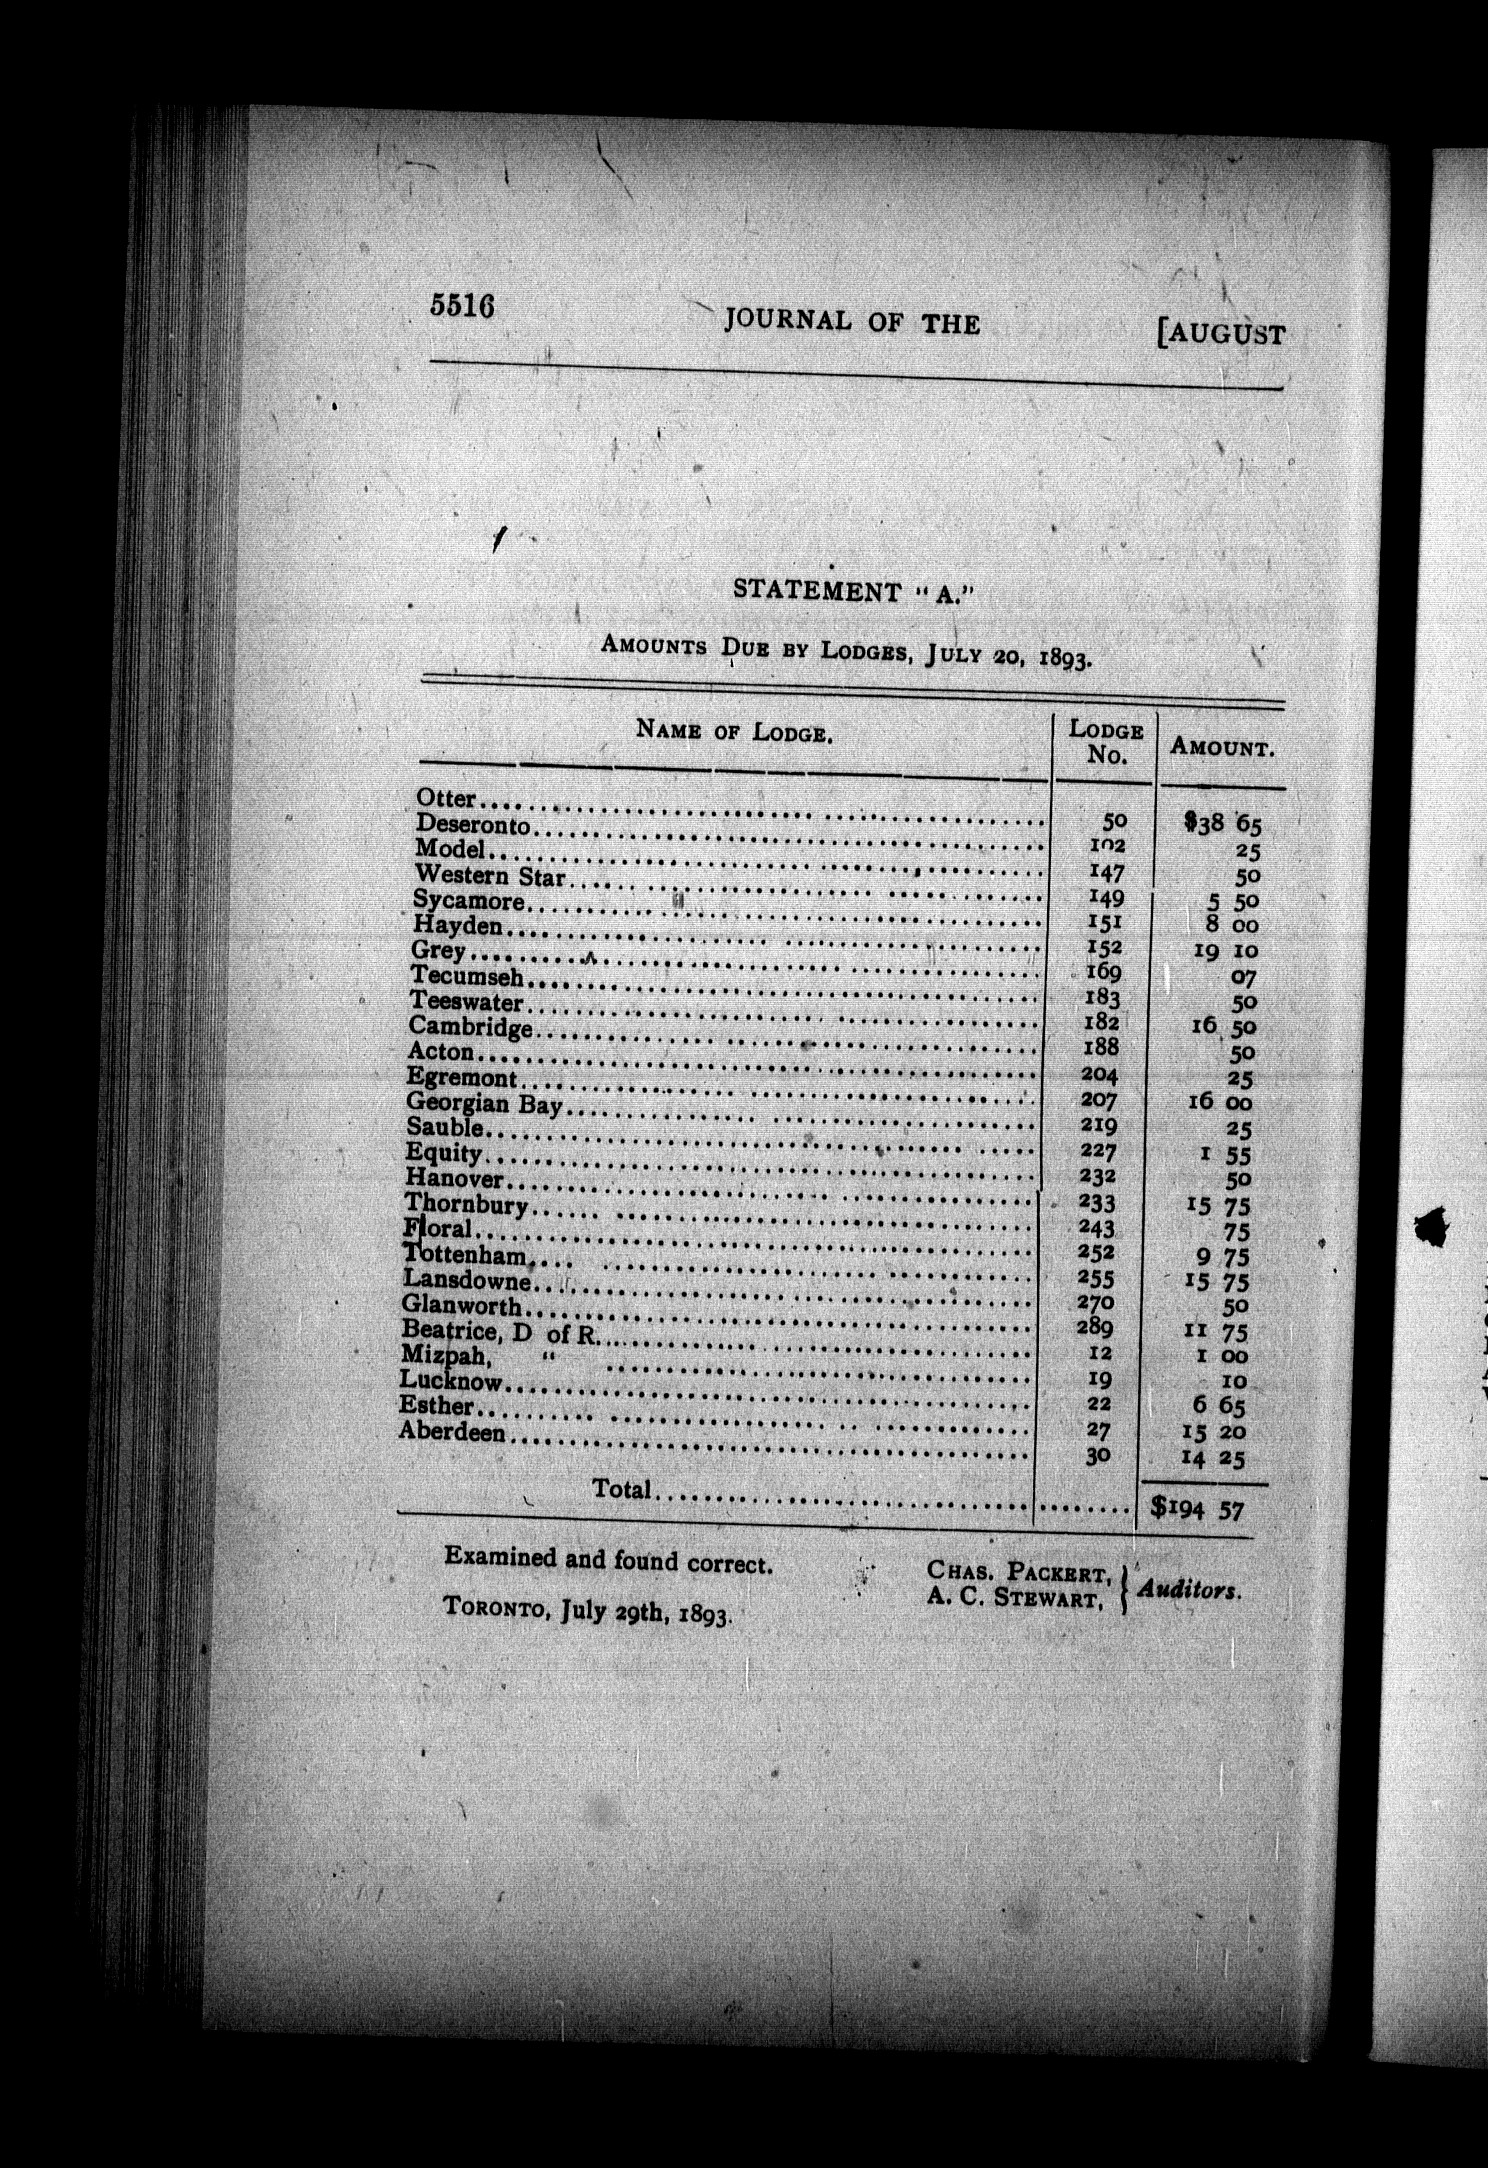 5516 JOURNAL OF THE [AUGUST
STATEMENT "A."
AMOUNTS DUE BY LODGES, JULY 20, 1893.
NAME OF LODGE. LODGE No. AMOUNT.
Otter 50 $38 65
Deseronto 102 25
Model 147 50
Western Star 149 5 50
Sycamore 151 8 00
Hayden 152 19 10
Grey 169 07
Tecumseh 183 50
Teeswater 182 16 50
Cambridge 188 50
Acton 204 25
Egremont 207 16 00
Georgian Bay 219 25
Sauble 227 1 55
Equity 232 50
Hanover 233 15 75
Thornbury 243 75
Floral 252 9 75
Tottenham 255 15 75
Lansdowne 270 50
Glanworth 289 11 75
Beatrice, D of R. 12 1 00
Mizpah, " 19 10
Lucknow 22 6 65
Esther 27 15 20
Aberdeen 30 14 25
Total $194 57
Examined and found correct.
CHAS. PACKERT,
A. C. STEWART, } Auditors.
TORONTO, July 29th, 1893.